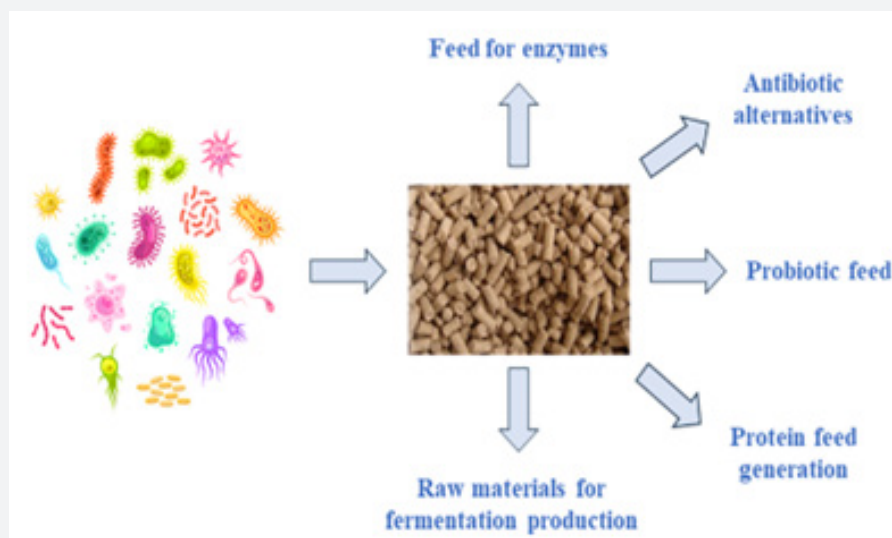 Feed for enzymes
Antibiotic
alternatives
Probiotic feed
Protein feed
generation
Raw materials for
fermentation production